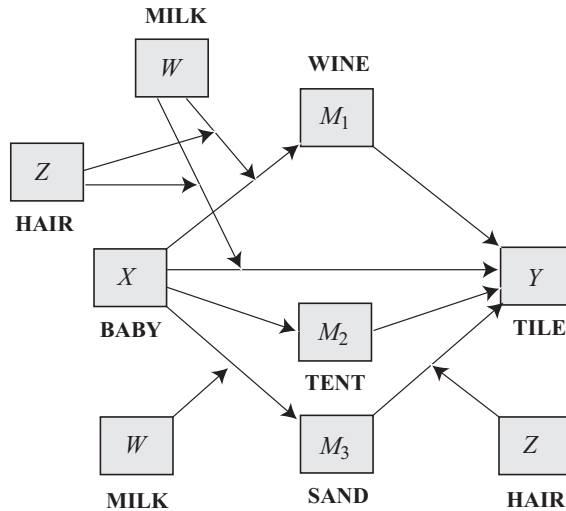 MILK
W
WINE
M1
Z
HAIR
X
BABY
Y
TILE
M2
TENT
W
MILK
M3
SAND
Z
HAIR